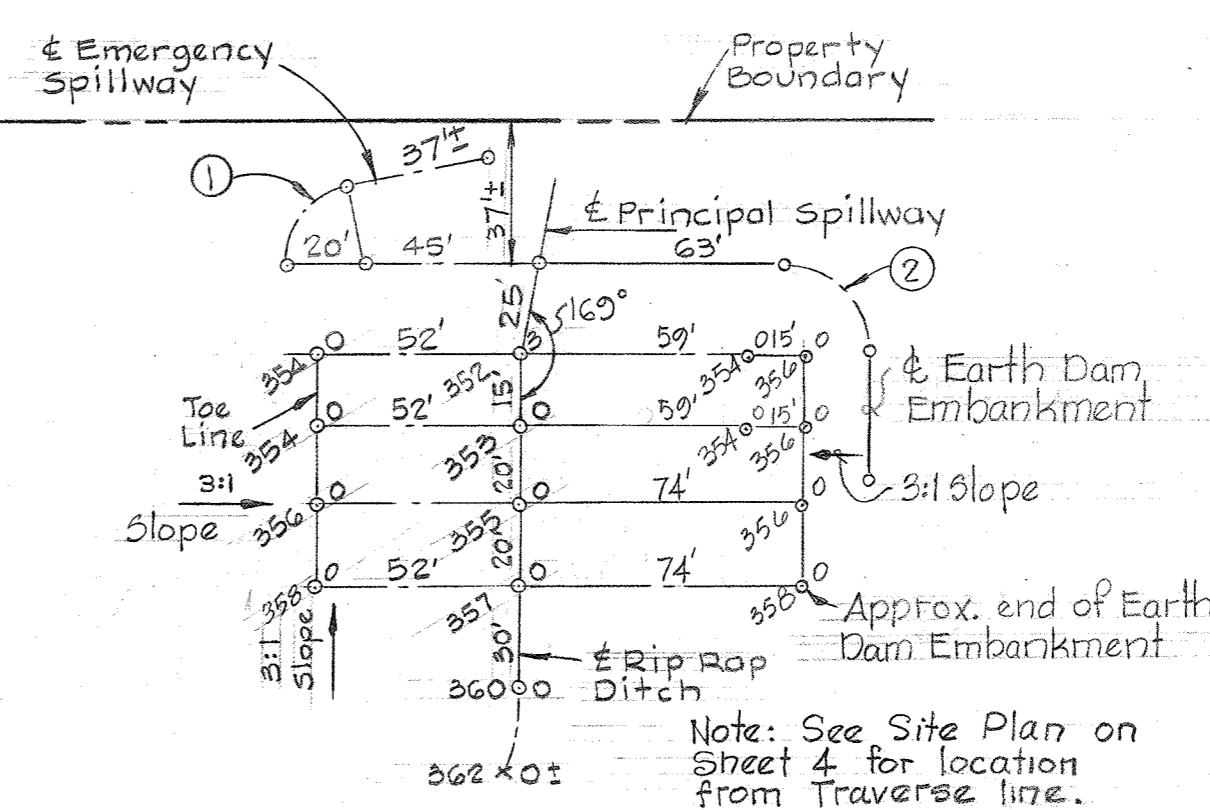 ℄ Emergency
Spillway
Property
Boundary
37'±
1
37'±
℄ Principal Spillway
20'
45'
63'
2
25'
169°
0
52'
3
59'
0
15'
0
354
352
354
356
℄ Earth Dam
Embankment
15'
Toe
Line
0
52'
0
59'
0
15'
0
354
353
354
356
3:1
Slope
20'
0
0
74'
0
3:1 Slope
356
355
356
20'
0
52'
0
74'
0
358
357
358
Approx. end of Earth
Dam Embankment
3:1
Slope
30'
℄ Rip Rap
Ditch
360
0
Note: See Site Plan on
Sheet 4 for location
from Traverse line.
362 × 0±